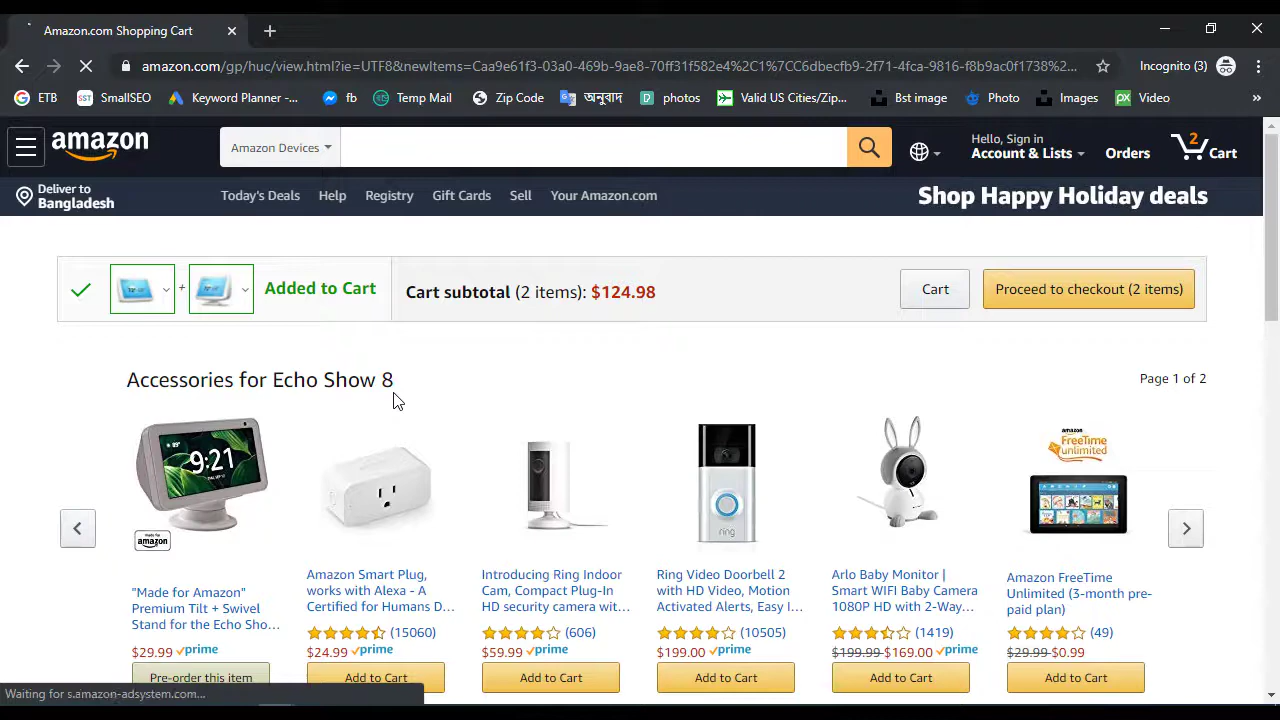 Amazon.com Shopping Cart
amazon.com/gp/huc/view.html?ie=UTF8&newItems=Caa9e61f3-03a0-469b-9ae8-70ff31f582e4%2C1%7CC6dbecfb9-2f71-4fca-9816-f8b9ac0f1738%2...
Incognito (3)
ETB
SmallSEO
Keyword Planner -...
fb
Temp Mail
Zip Code
অনুবাদ
photos
Valid US Cities/Zip...
Bst image
Photo
Images
Video
»
amazon
Amazon Devices
Hello, Sign in
Account & Lists
Orders
2
Cart
Deliver to
Bangladesh
Today's Deals
Help
Registry
Gift Cards
Sell
Your Amazon.com
Shop Happy Holiday deals
+
Added to Cart
Cart subtotal (2 items): $124.98
Cart
Proceed to checkout (2 items)
Accessories for Echo Show 8
Page 1 of 2
9:21
made for
amazon
ring
amazon
FreeTime
unlimited
"Made for Amazon"
Premium Tilt + Swivel
Stand for the Echo Sho...
$29.99 prime
Pre-order this item
Amazon Smart Plug,
works with Alexa - A
Certified for Humans D...
(15060)
$24.99 prime
Add to Cart
Introducing Ring Indoor
Cam, Compact Plug-In
HD security camera wit...
(606)
$59.99 prime
Add to Cart
Ring Video Doorbell 2
with HD Video, Motion
Activated Alerts, Easy I...
(10505)
$199.00 prime
Add to Cart
Arlo Baby Monitor |
Smart WIFI Baby Camera
1080P HD with 2-Way...
(1419)
$199.99 $169.00 prime
Add to Cart
Amazon FreeTime
Unlimited (3-month pre-
paid plan)
(49)
$29.99 $0.99
Add to Cart
Waiting for s.amazon-adsystem.com...